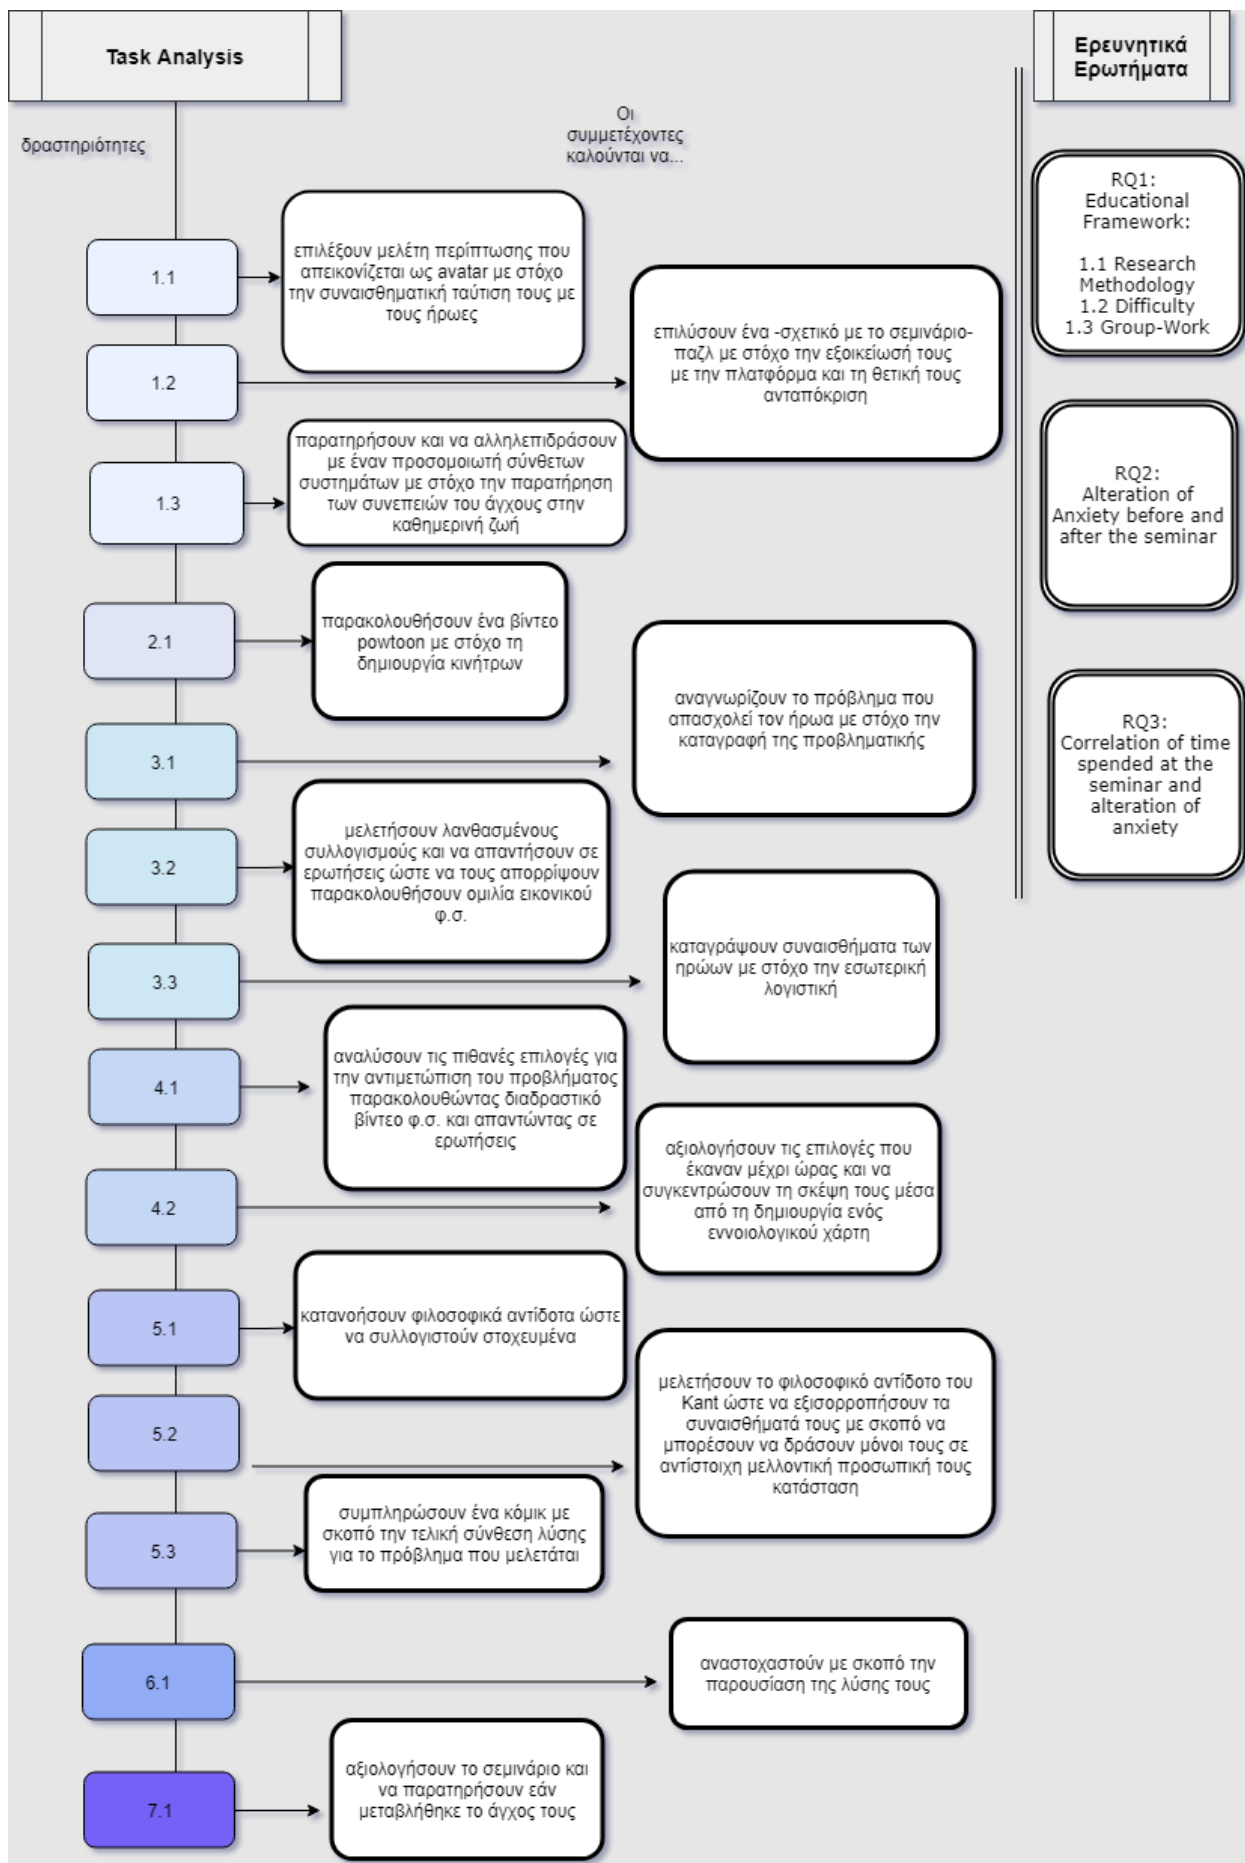 Task Analysis
Ερευνητικά
Ερωτήματα
δραστηριότητες
Οι
συμμετέχοντες
καλούνται να...
1.1
επιλέξουν μελέτη περίπτωσης που
απεικονίζεται ως avatar με στόχο
την συναισθηματική ταύτιση τους με
τους ήρωες
1.2
επιλύσουν ένα -σχετικό με το σεμινάριο-
παζλ με στόχο την εξοικείωσή τους
με την πλατφόρμα και τη θετική τους
ανταπόκριση
1.3
παρατηρήσουν και να αλληλεπιδράσουν
με έναν προσομοιωτή σύνθετων
συστημάτων με στόχο την παρατήρηση
των συνεπειών του άγχους στην
καθημερινή ζωή
2.1
παρακολουθήσουν ένα βίντεο
powtoon με στόχο τη
δημιουργία κινήτρων
3.1
αναγνωρίζουν το πρόβλημα που
απασχολεί τον ήρωα με στόχο την
καταγραφή της προβληματικής
3.2
μελετήσουν λανθασμένους
συλλογισμούς και να απαντήσουν σε
ερωτήσεις ώστε να τους απορρίψουν
παρακολουθήσουν ομιλία εικονικού
φ.σ.
3.3
καταγράψουν συναισθήματα των
ηρώων με στόχο την εσωτερική
λογιστική
4.1
αναλύσουν τις πιθανές επιλογές για
την αντιμετώπιση του προβλήματος
παρακολουθώντας διαδραστικό
βίντεο φ.σ. και απαντώντας σε
ερωτήσεις
4.2
αξιολογήσουν τις επιλογές που
έκαναν μέχρι ώρας και να
συγκεντρώσουν τη σκέψη τους μέσα
από τη δημιουργία ενός
εννοιολογικού χάρτη
5.1
κατανοήσουν φιλοσοφικά αντίδοτα ώστε
να συλλογιστούν στοχευμένα
5.2
μελετήσουν το φιλοσοφικό αντίδοτο του
Kant ώστε να εξισορροπήσουν τα
συναισθήματά τους με σκοπό να
μπορέσουν να δράσουν μόνοι τους σε
αντίστοιχη μελλοντική προσωπική τους
κατάσταση
5.3
συμπληρώσουν ένα κόμικ με
σκοπό την τελική σύνθεση λύσης
για το πρόβλημα που μελετάται
6.1
αναστοχαστούν με σκοπό την
παρουσίαση της λύσης τους
7.1
αξιολογήσουν το σεμινάριο και
να παρατηρήσουν εάν
μεταβλήθηκε το άγχος τους
RQ1:
Educational
Framework:
1.1 Research
Methodology
1.2 Difficulty
1.3 Group-Work
RQ2:
Alteration of
Anxiety before and
after the seminar
RQ3:
Correlation of time
spended at the
seminar and
alteration of
anxiety